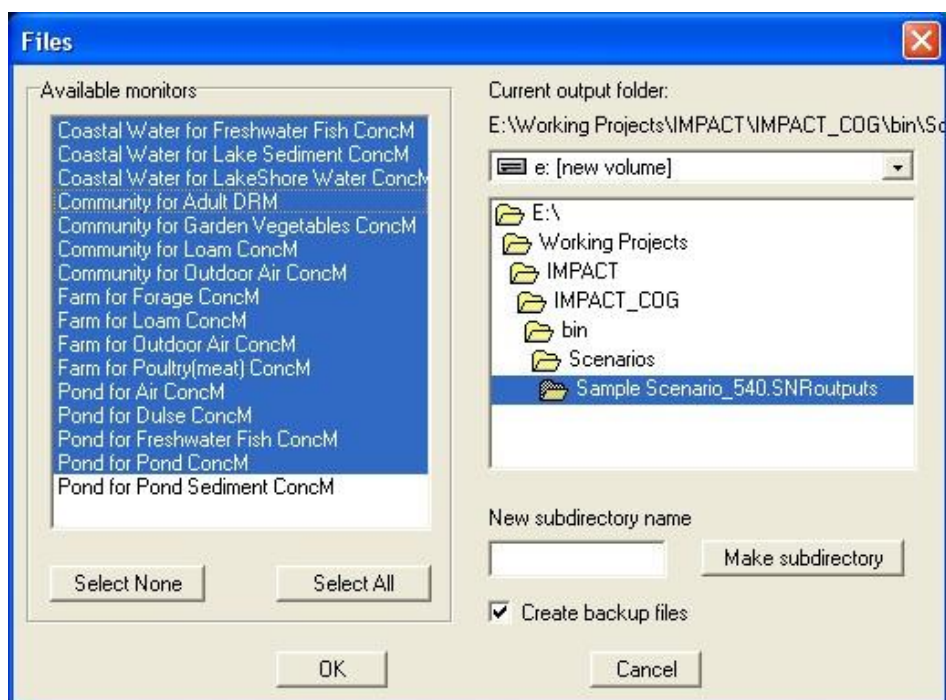 Files
Available monitors
Coastal Water for Freshwater Fish ConcM
Coastal Water for Lake Sediment ConcM
Coastal Water for LakeShore Water ConcM
Community for Adult DRM
Community for Garden Vegetables ConcM
Community for Loam ConcM
Community for Outdoor Air ConcM
Farm for Forage ConcM
Farm for Loam ConcM
Farm for Outdoor Air ConcM
Farm for Poultry(meat) ConcM
Pond for Air ConcM
Pond for Dulse ConcM
Pond for Freshwater Fish ConcM
Pond for Pond ConcM
Pond for Pond Sediment ConcM
Select None
Select All
Current output folder:
E:\Working Projects\IMPACT\IMPACT_COG\bin\Sc
e: [new volume]
E:\
Working Projects
IMPACT
IMPACT_COG
bin
Scenarios
Sample Scenario_540.SNRoutputs
New subdirectory name
Make subdirectory
Create backup files
OK
Cancel